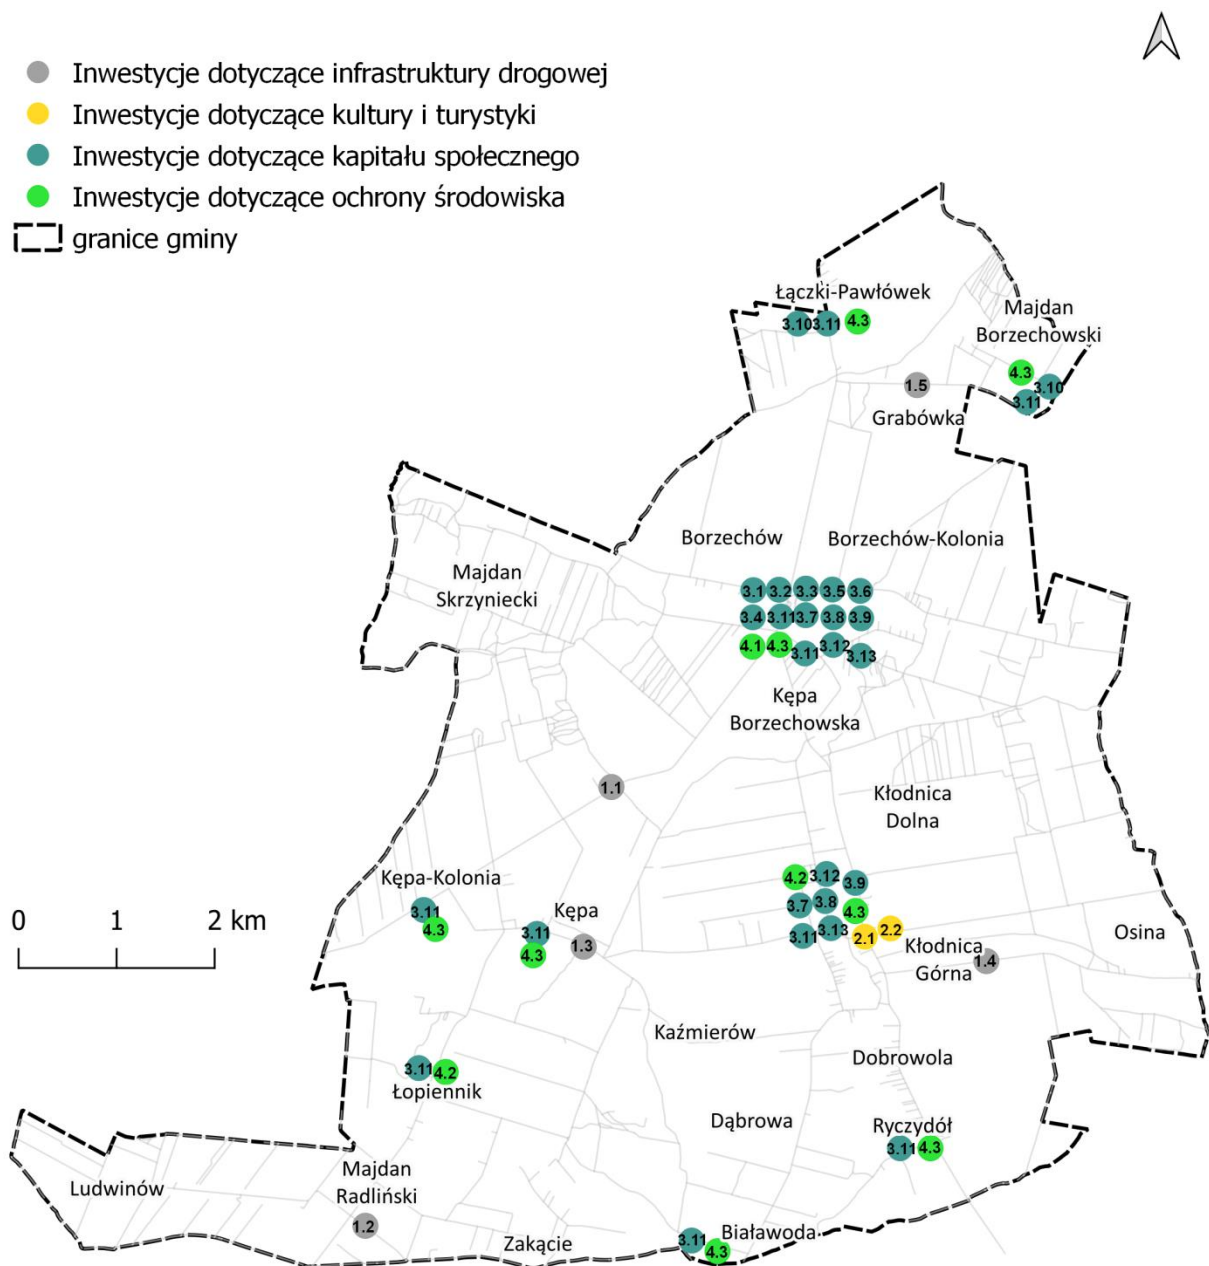 Inwestycje dotyczące infrastruktury drogowej
Inwestycje dotyczące kultury i turystyki
Inwestycje dotyczące kapitału społecznego
Inwestycje dotyczące ochrony środowiska
granice gminy
Łączki-Pawłówek
3.10 3.11 4.3
Majdan
Borzechowski
4.3
3.10
3.11
1.5
Grabówka
Borzechów
Borzechów-Kolonia
Majdan
Skrzyniecki
3.1 3.2 3.3 3.5 3.6
3.4 3.11 3.7 3.8 3.9
4.1 4.3 3.11 3.12 3.13
Kępa
Borzechowska
1.1
Kłodnica
Dolna
4.2 3.12 3.9
3.7 3.8 4.3
3.11 3.13 2.1 2.2
Kępa-Kolonia
3.11
4.3
Kępa
3.11
4.3
1.3
0 1 2 km
Kłodnica
Górna
1.4
Osina
Kaźmierów
Dobrowola
3.11 4.2
Łopiennik
Dąbrowa
Ryczydół
3.11 4.3
Majdan
Radliński
1.2
Ludwinów
Zakącie
Białawoda
3.11
4.3